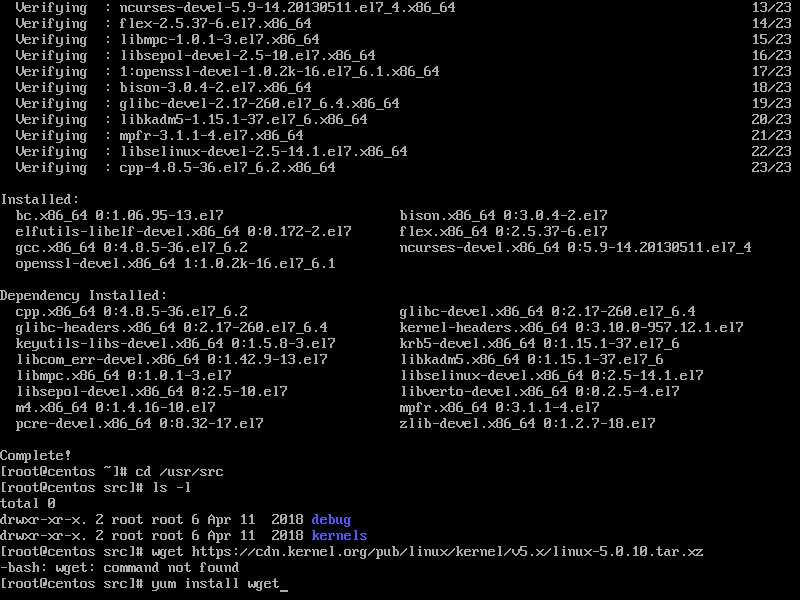 Verifying : ncurses-devel-5.9-14.20130511.el7_4.x86_64 13/23
Verifying : flex-2.5.37-6.el7.x86_64 14/23
Verifying : libmpc-1.0.1-3.el7.x86_64 15/23
Verifying : libsepol-devel-2.5-10.el7.x86_64 16/23
Verifying : 1:openssl-devel-1.0.2k-16.el7_6.1.x86_64 17/23
Verifying : bison-3.0.4-2.el7.x86_64 18/23
Verifying : glibc-devel-2.17-260.el7_6.4.x86_64 19/23
Verifying : libkadm5-1.15.1-37.el7_6.x86_64 20/23
Verifying : mpfr-3.1.1-4.el7.x86_64 21/23
Verifying : libselinux-devel-2.5-14.1.el7.x86_64 22/23
Verifying : cpp-4.8.5-36.el7_6.2.x86_64 23/23
Installed:
bc.x86_64 0:1.06.95-13.el7 bison.x86_64 0:3.0.4-2.el7
elfutils-libelf-devel.x86_64 0:0.172-2.el7 flex.x86_64 0:2.5.37-6.el7
gcc.x86_64 0:4.8.5-36.el7_6.2 ncurses-devel.x86_64 0:5.9-14.20130511.el7_4
openssl-devel.x86_64 1:1.0.2k-16.el7_6.1
Dependency Installed:
cpp.x86_64 0:4.8.5-36.el7_6.2 glibc-devel.x86_64 0:2.17-260.el7_6.4
glibc-headers.x86_64 0:2.17-260.el7_6.4 kernel-headers.x86_64 0:3.10.0-957.12.1.el7
keyutils-libs-devel.x86_64 0:1.5.8-3.el7 krb5-devel.x86_64 0:1.15.1-37.el7_6
libcom_err-devel.x86_64 0:1.42.9-13.el7 libkadm5.x86_64 0:1.15.1-37.el7_6
libmpc.x86_64 0:1.0.1-3.el7 libselinux-devel.x86_64 0:2.5-14.1.el7
libsepol-devel.x86_64 0:2.5-10.el7 libverto-devel.x86_64 0:0.2.5-4.el7
m4.x86_64 0:1.4.16-10.el7 mpfr.x86_64 0:3.1.1-4.el7
pcre-devel.x86_64 0:8.32-17.el7 zlib-devel.x86_64 0:1.2.7-18.el7
Complete!
[root@centos ~]# cd /usr/src
[root@centos src]# ls -l
total 0
drwxr-xr-x. 2 root root 6 Apr 11 2018 debug
drwxr-xr-x. 2 root root 6 Apr 11 2018 kernels
[root@centos src]# wget https://cdn.kernel.org/pub/linux/kernel/v5.x/linux-5.0.10.tar.xz
-bash: wget: command not found
[root@centos src]# yum install wget_